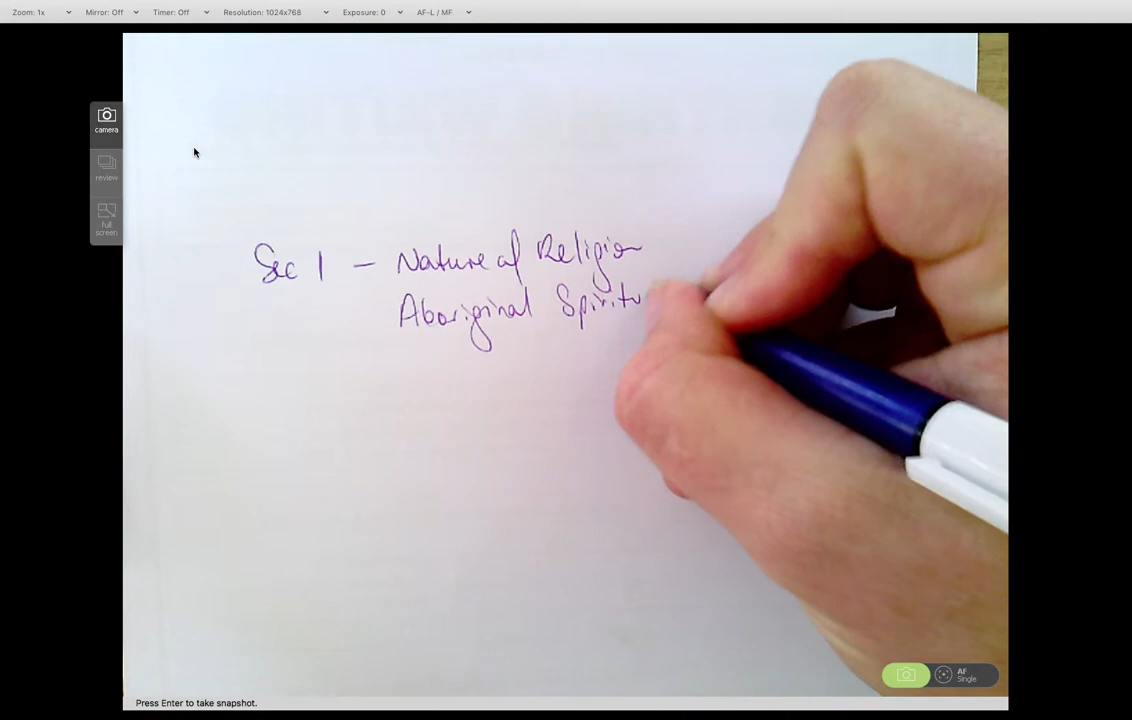 Zoom: 1x Mirror: Off Timer: Off Resolution: 1024x768 Exposure: 0 AF-L / MF
camera
review
full
screen
Sec 1 - Nature of Religion
Aboriginal Spiritu
AF
Single
Press Enter to take snapshot.